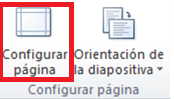 Configurar
página
Orientación de
la diapositiva
Configurar página